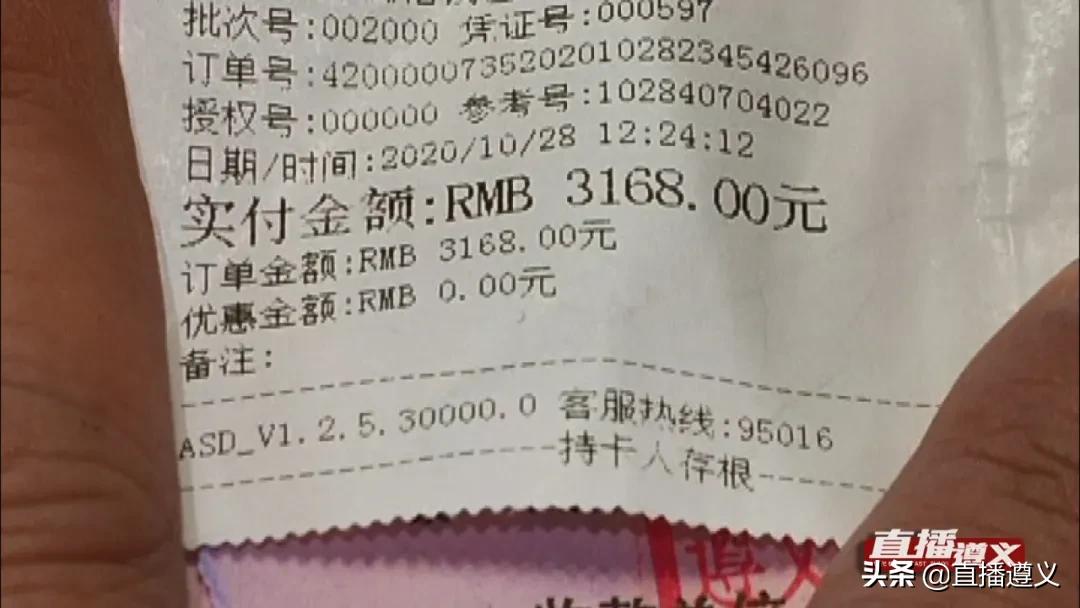 批次号:002000 凭证号:000597
订单号:4200000735202010282345426096
授权号:000000 参考号:102840704022
日期/时间:2020/10/28 12:24:12
实付金额:RMB 3168.00元
订单金额:RMB 3168.00元
优惠金额:RMB 0.00元
备注:
ASD_V1.2.5.30000.0 客服热线:95016
持卡人存根
遵义
直播遵义
头条 @直播遵义